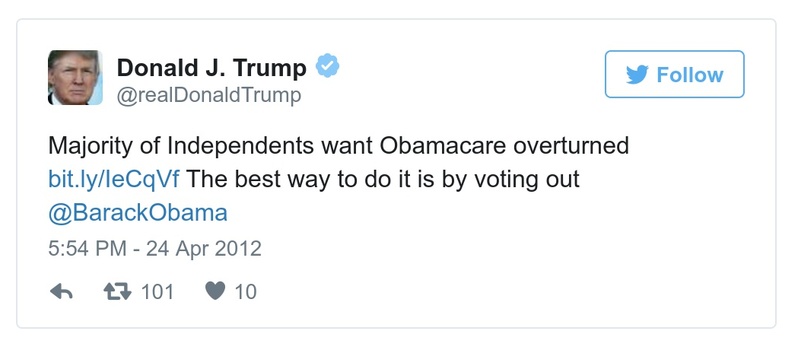 Donald J. Trump
@realDonaldTrump
Follow
Majority of Independents want Obamacare overturned
bit.ly/IeCqVf The best way to do it is by voting out
@BarackObama
5:54 PM - 24 Apr 2012
101 10